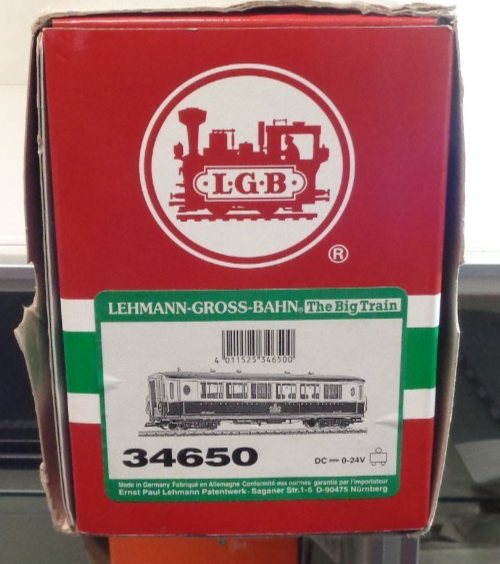 L·G·B
®
LEHMANN-GROSS-BAHN® The Big Train
4 011525 346500
34650
DC 0-24V
Made in Germany Fabriqué en Allemagne Conformité aux normes garantie par l'importateur
Ernst Paul Lehmann Patentwerk · Saganer Str. 1-5 D-90475 Nürnberg